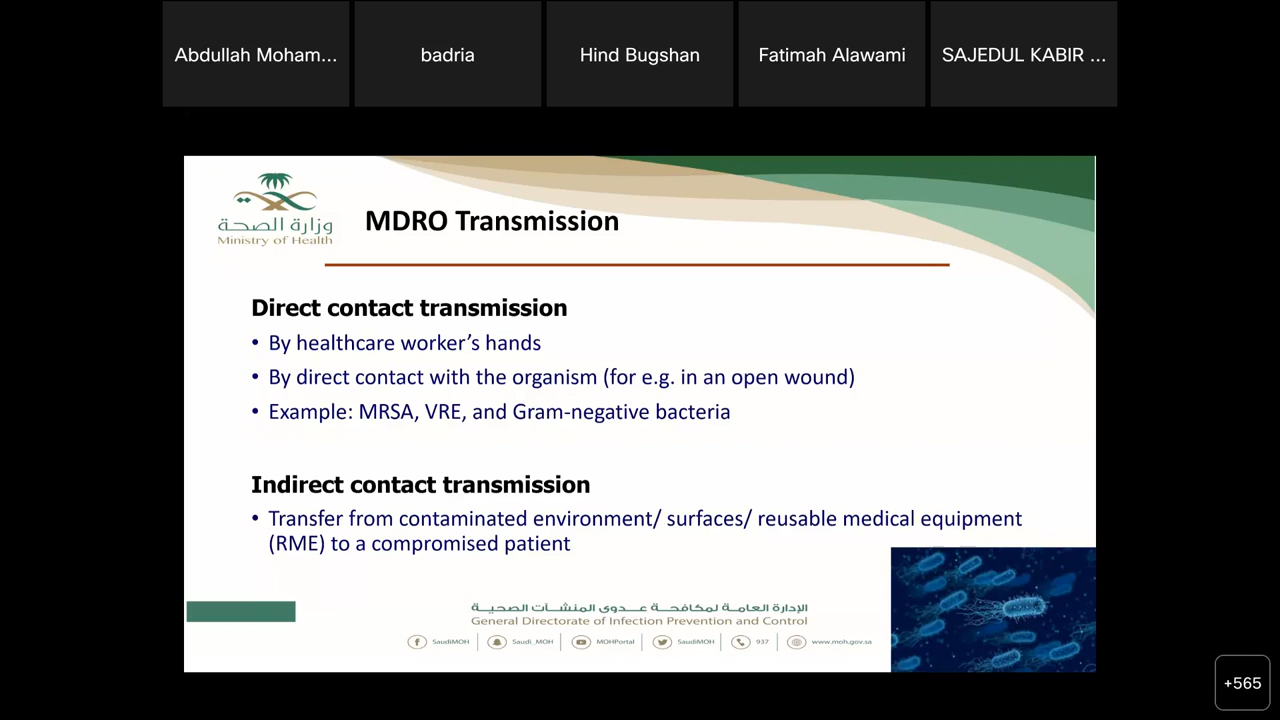 Abdullah Moham...
badria
Hind Bugshan
Fatimah Alawami
SAJEDUL KABIR ...
وزارة الصحة
Ministry of Health
MDRO Transmission
Direct contact transmission
• By healthcare worker’s hands
• By direct contact with the organism (for e.g. in an open wound)
• Example: MRSA, VRE, and Gram-negative bacteria
Indirect contact transmission
• Transfer from contaminated environment/ surfaces/ reusable medical equipment
(RME) to a compromised patient
الإدارة العامة لمكافحة عدوى المنشآت الصحية
General Directorate of Infection Prevention and Control
SaudiMOH
Saudi_MOH
MOHPortal
SaudiMOH
937
www.moh.gov.sa
+565